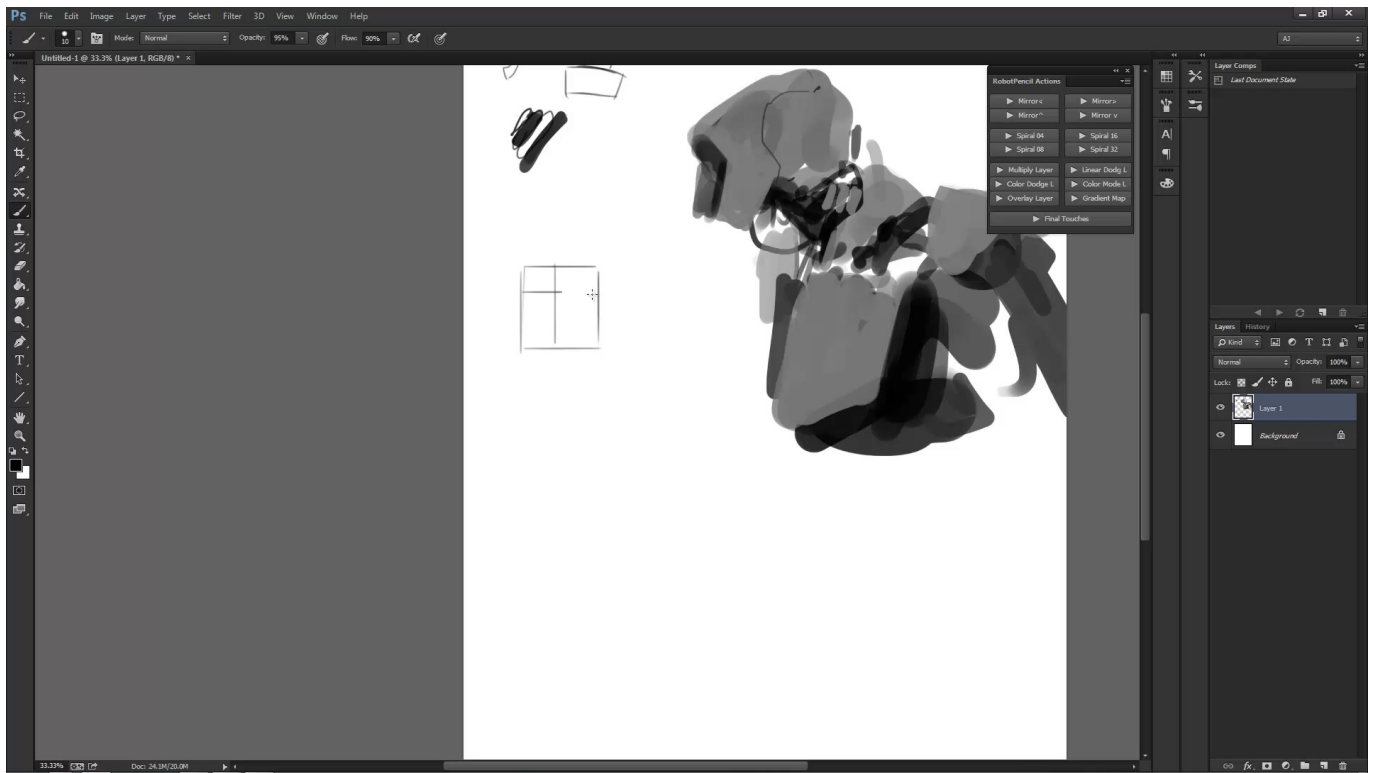 Ps File Edit Image Layer Type Select Filter 3D View Window Help
10 Mode: Normal Opacity: 95% Flow: 90% AJ
Untitled-1 @ 33.3% (Layer 1, RGB/8) * ×
RobotPencil Actions
Mirror< Mirror>
Mirror^ Mirror v
Spiral 04 Spiral 16
Spiral 08 Spiral 32
Multiply Layer Linear Dodg L
Color Dodge L Color Mode L
Overlay Layer Gradient Map
Final Touches
Layer Comps
Last Document State
Layers History
Kind
Normal Opacity: 100%
Lock: Fill: 100%
Layer 1
Background
33.33% Doc: 24.1M/20.0M